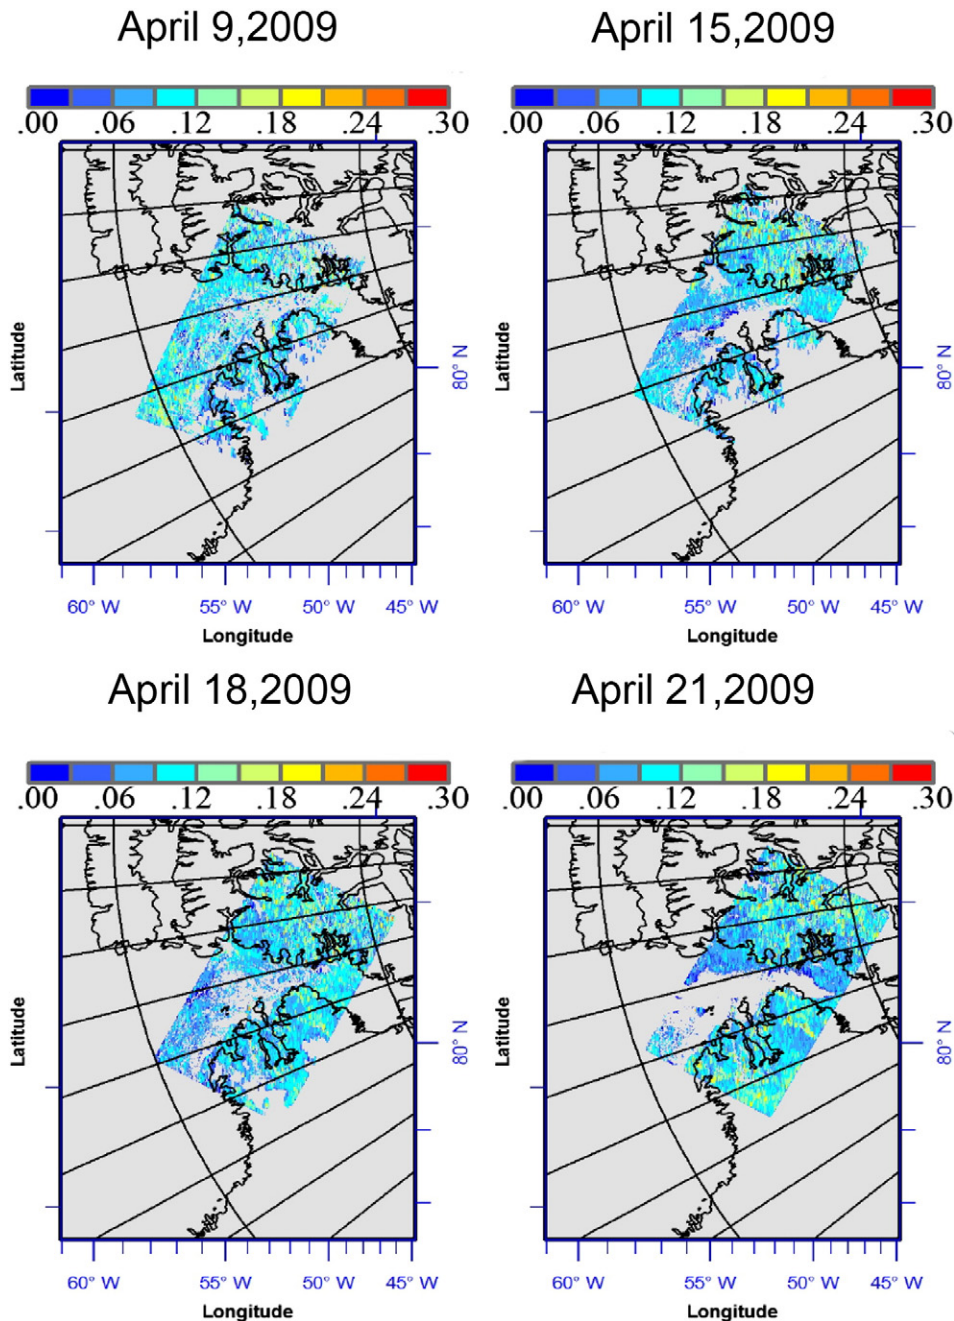 April 9,2009
.00 .06 .12 .18 .24 .30
Latitude
80° N
60° W 55° W 50° W 45° W
Longitude
April 15,2009
.00 .06 .12 .18 .24 .30
Latitude
80° N
60° W 55° W 50° W 45° W
Longitude
April 18,2009
.00 .06 .12 .18 .24 .30
Latitude
80° N
60° W 55° W 50° W 45° W
Longitude
April 21,2009
.00 .06 .12 .18 .24 .30
Latitude
80° N
60° W 55° W 50° W 45° W
Longitude